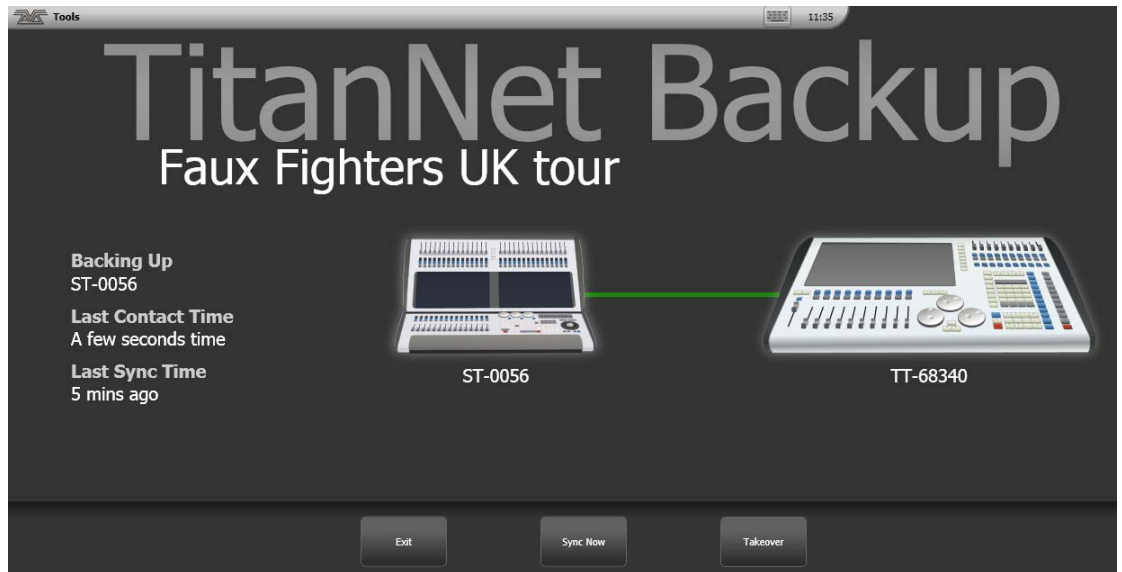 Tools
11:35
TitanNet Backup
Faux Fighters UK tour
Backing Up
ST-0056
Last Contact Time
A few seconds time
Last Sync Time
5 mins ago
ST-0056
TT-68340
Exit
Sync Now
Takeover